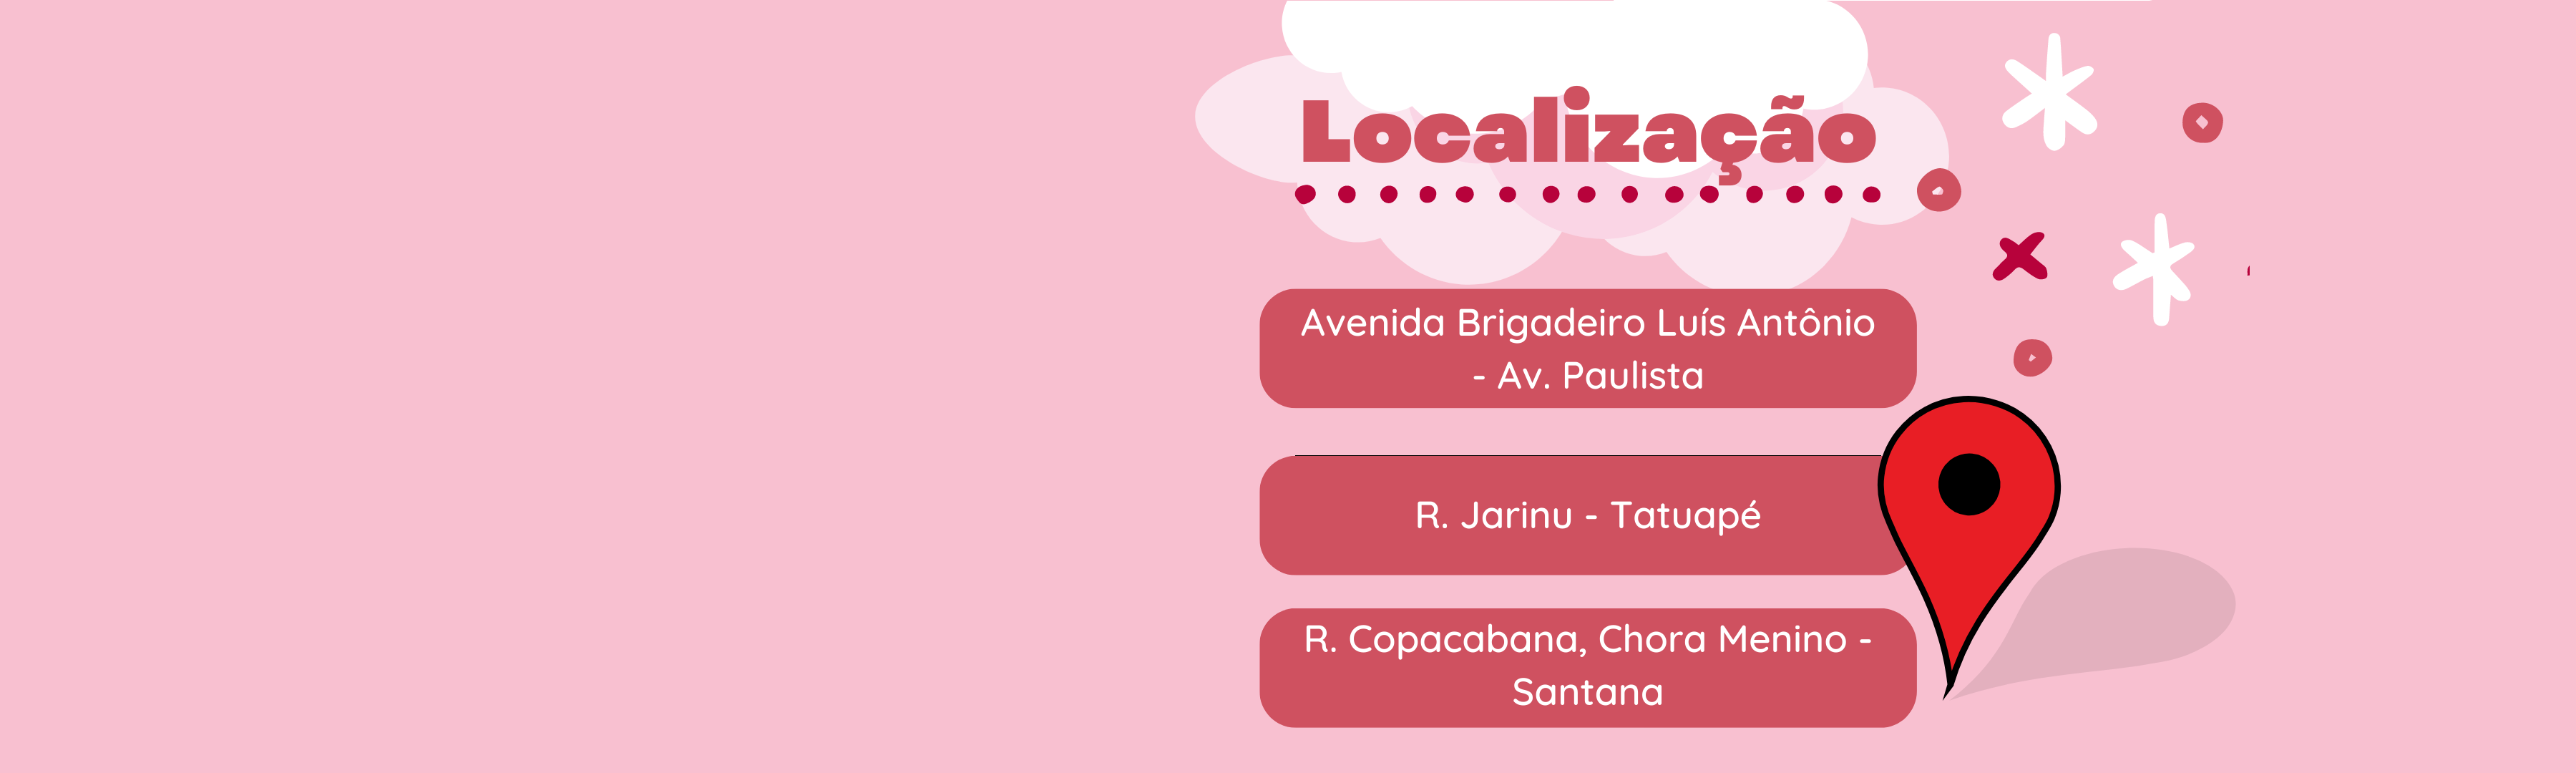 Localização
Avenida Brigadeiro Luís Antônio
- Av. Paulista
R. Jarinu - Tatuapé
R. Copacabana, Chora Menino -
Santana